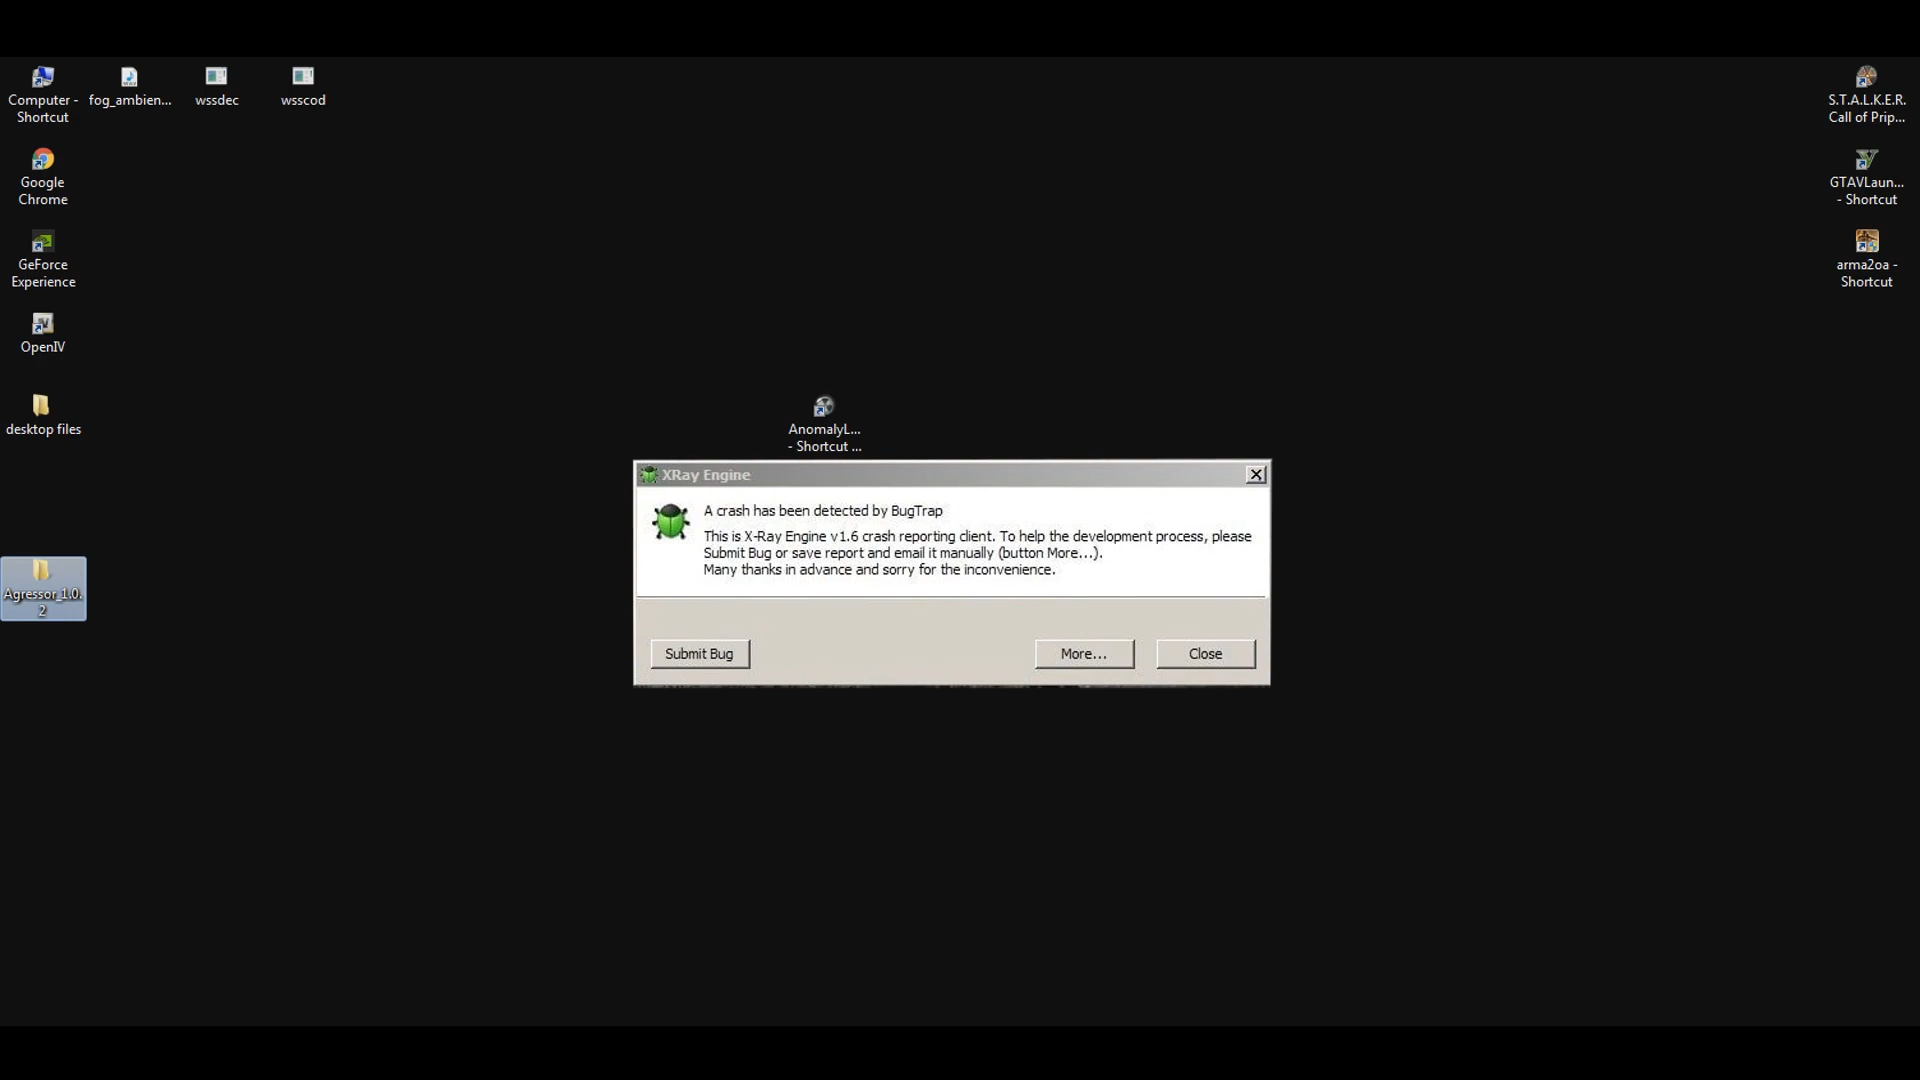 Computer -
Shortcut
fog_ambien...
wssdec
wsscod
S.T.A.L.K.E.R.
Call of Prip...
Google
Chrome
GTAVLaun...
- Shortcut
GeForce
Experience
arma2oa -
Shortcut
OpenIV
desktop files
AnomalyL...
- Shortcut ...
Agressor_1.0.
2
XRay Engine
A crash has been detected by BugTrap
This is X-Ray Engine v1.6 crash reporting client. To help the development process, please
Submit Bug or save report and email it manually (button More...).
Many thanks in advance and sorry for the inconvenience.
Submit Bug
More...
Close